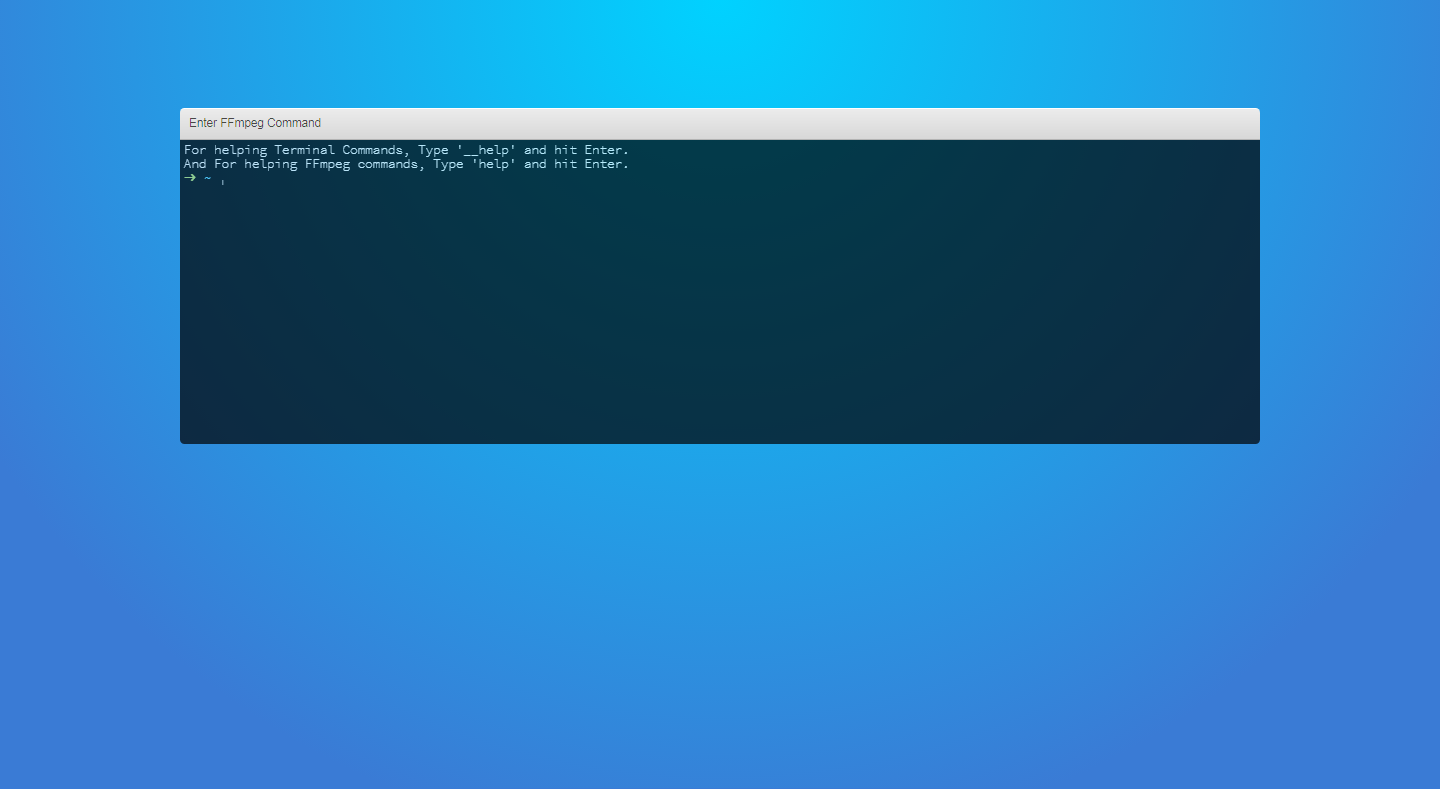 Enter FFmpeg Command
For helping Terminal Commands, Type '__help' and hit Enter.
And For helping FFmpeg commands, Type 'help' and hit Enter.
➔ ~